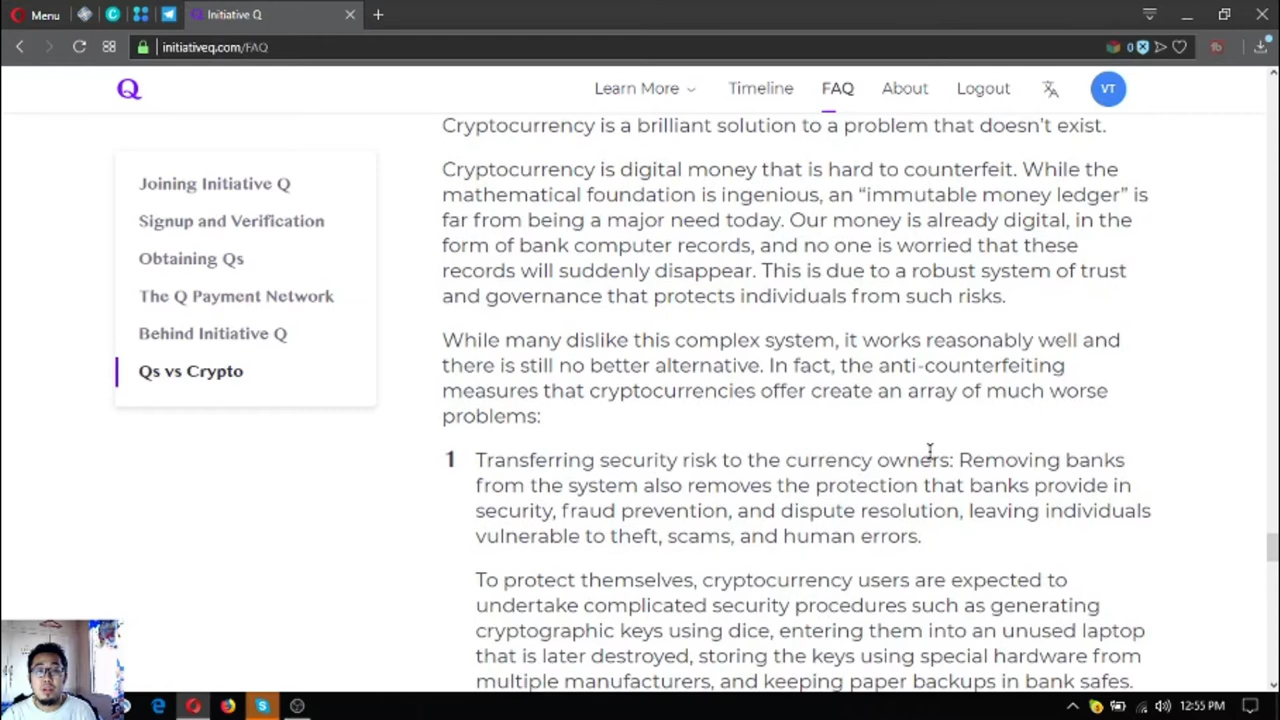 Menu
Initiative Q
initiativeq.com/FAQ
0
Q
Learn More
Timeline
FAQ
About
Logout
VT
Joining Initiative Q
Signup and Verification
Obtaining Qs
The Q Payment Network
Behind Initiative Q
Qs vs Crypto
Cryptocurrency is a brilliant solution to a problem that doesn't exist.
Cryptocurrency is digital money that is hard to counterfeit. While the
mathematical foundation is ingenious, an “immutable money ledger” is
far from being a major need today. Our money is already digital, in the
form of bank computer records, and no one is worried that these
records will suddenly disappear. This is due to a robust system of trust
and governance that protects individuals from such risks.
While many dislike this complex system, it works reasonably well and
there is still no better alternative. In fact, the anti-counterfeiting
measures that cryptocurrencies offer create an array of much worse
problems:
1 Transferring security risk to the currency owners: Removing banks
from the system also removes the protection that banks provide in
security, fraud prevention, and dispute resolution, leaving individuals
vulnerable to theft, scams, and human errors.
To protect themselves, cryptocurrency users are expected to
undertake complicated security procedures such as generating
cryptographic keys using dice, entering them into an unused laptop
that is later destroyed, storing the keys using special hardware from
multiple manufacturers, and keeping paper backups in bank safes.
12:55 PM